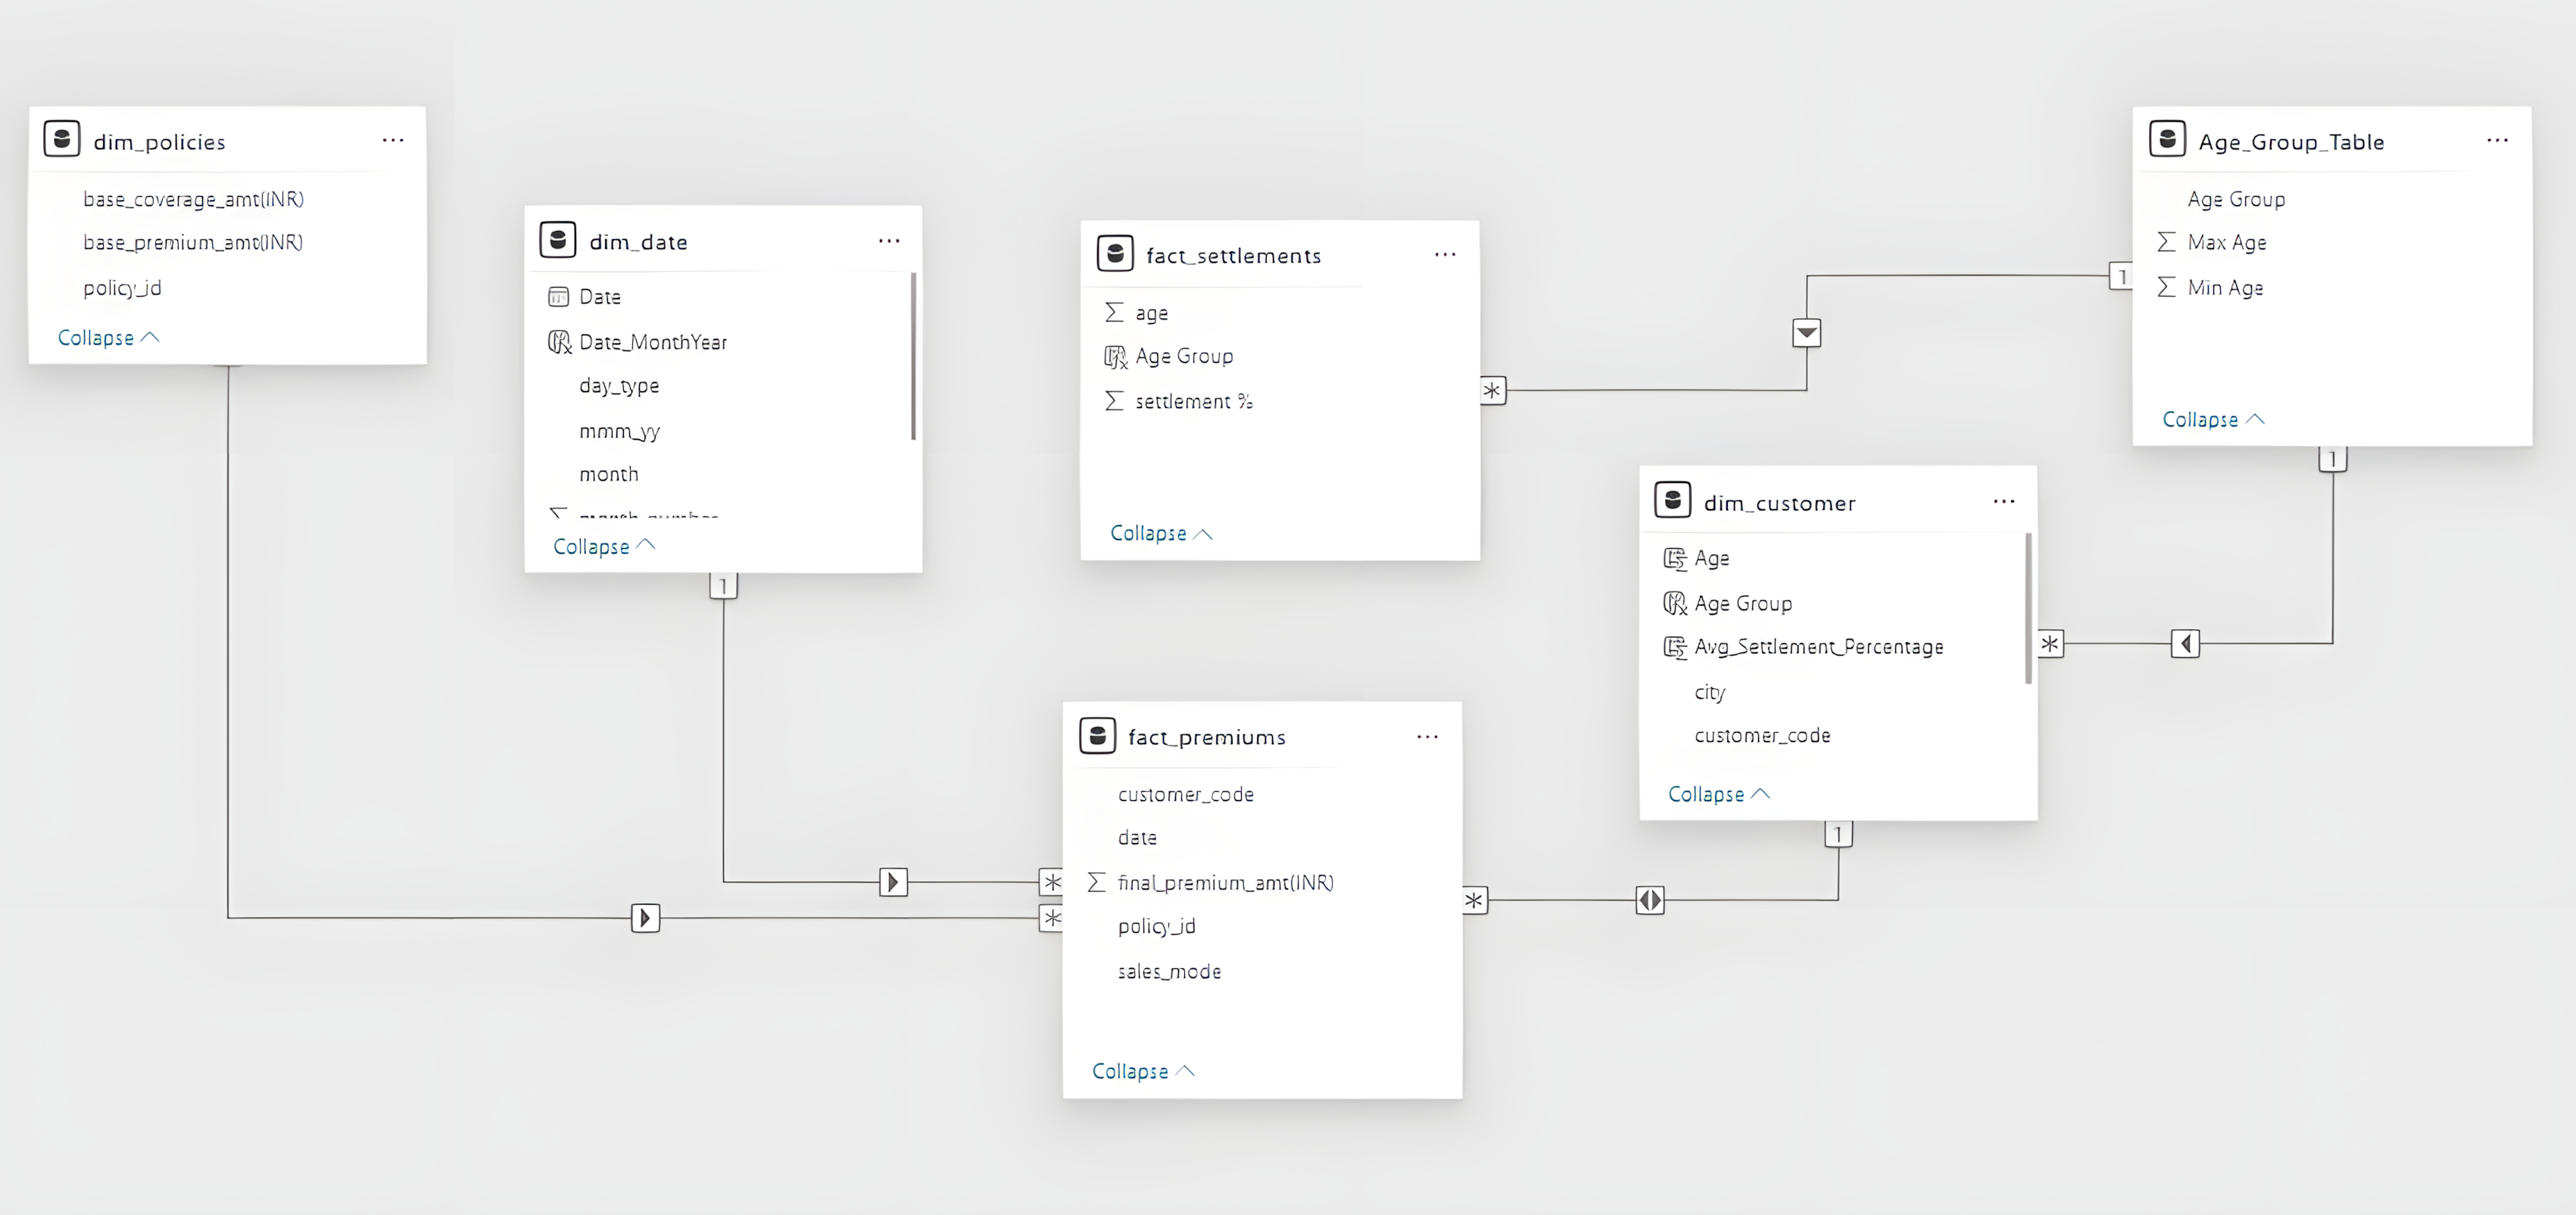 dim_policies
base_coverage_amt(INR)
base_premium_amt(INR)
policy_id
Collapse
dim_date
Date
Date_MonthYear
day_type
mmm_yy
month
Collapse
1
fact_settlements
Σ age
Age Group
Σ settlement %
Collapse
*
Age_Group_Table
Age Group
Σ Max Age
Σ Min Age
Collapse
1
1
dim_customer
Age
Age Group
Avg_Settlement_Percentage
city
customer_code
Collapse
*
1
fact_premiums
customer_code
date
Σ final_premium_amt(INR)
policy_id
sales_mode
Collapse
*
*
*